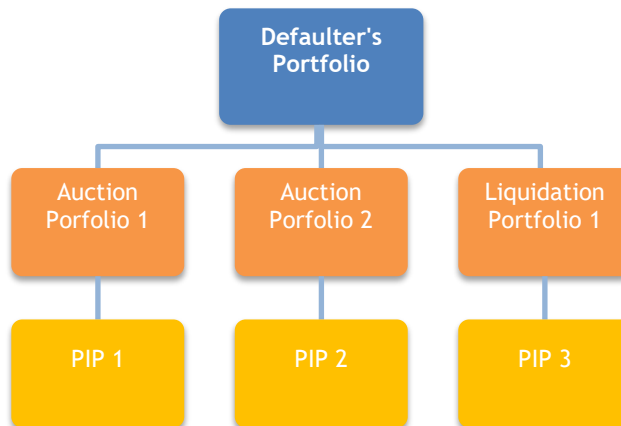 Defaulter's
Portfolio
Auction
Porfolio 1
Auction
Porfolio 2
Liquidation
Portfolio 1
PIP 1
PIP 2
PIP 3